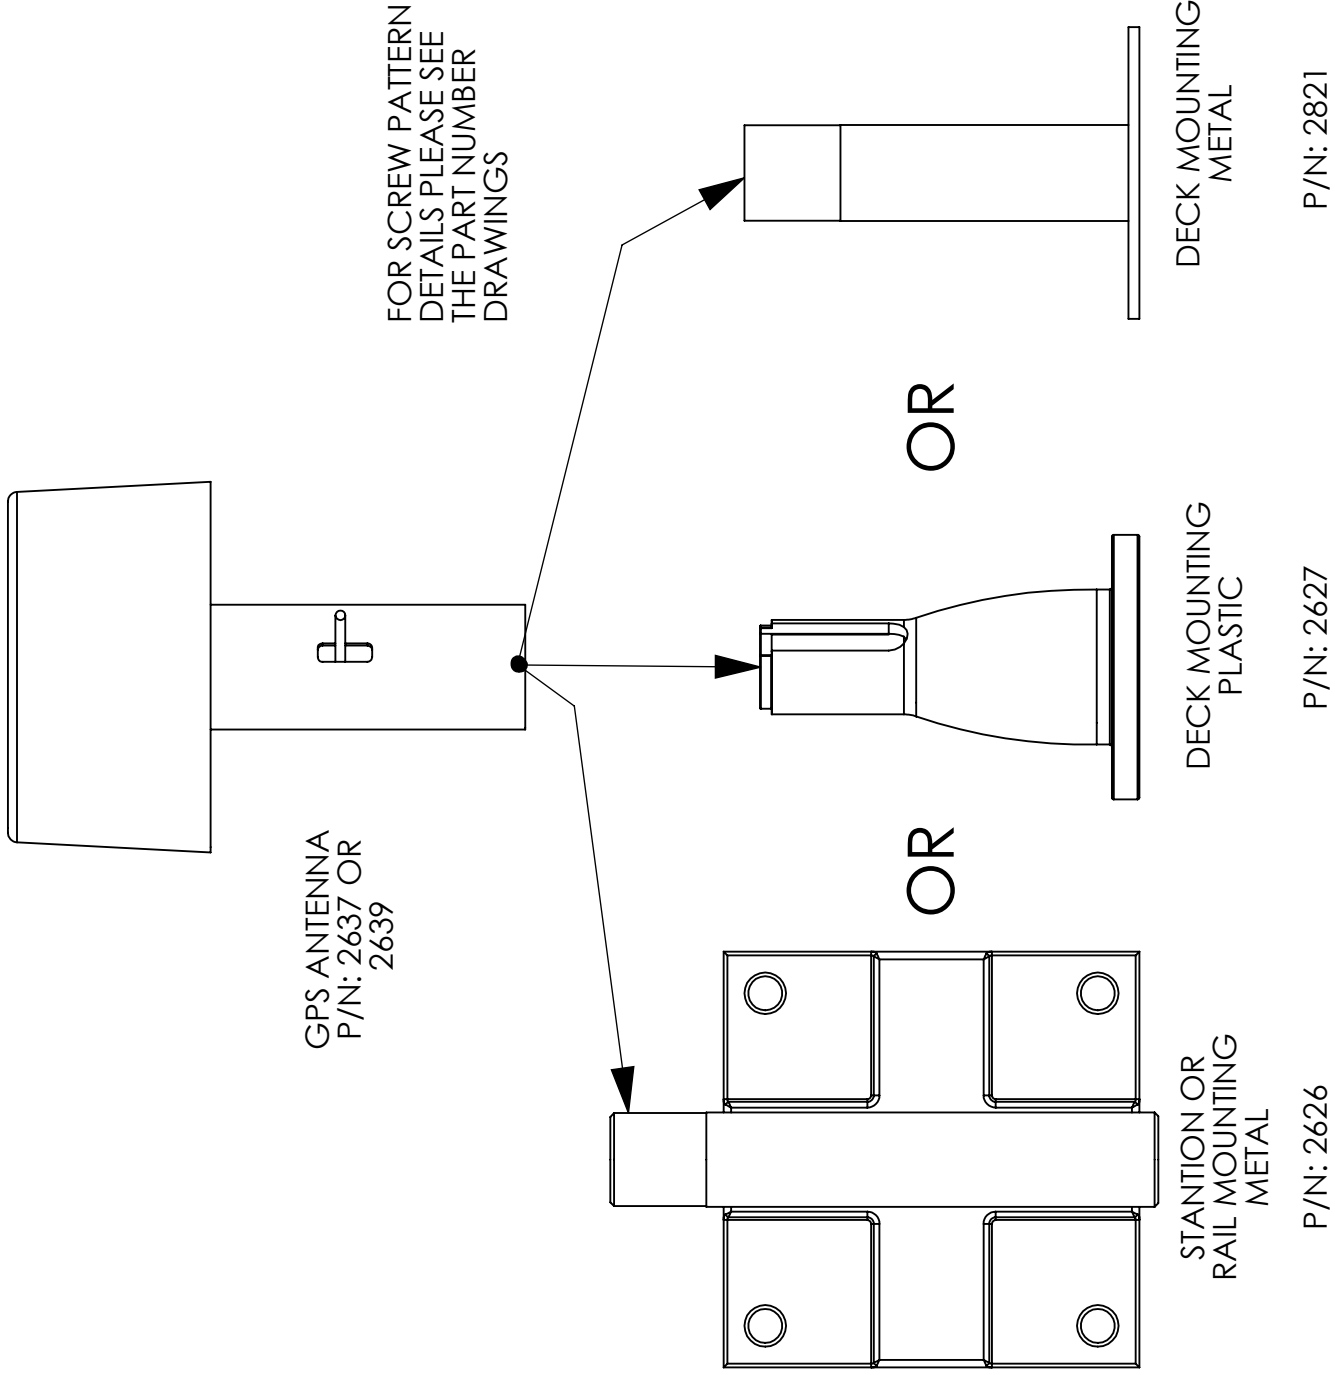 FOR SCREW PATTERN
DETAILS PLEASE SEE
THE PART NUMBER
DRAWINGS
GPS ANTENNA
P/N: 2637 OR
2639
OR
OR
STANTION OR
RAIL MOUNTING
METAL
P/N: 2626
DECK MOUNTING
PLASTIC
P/N: 2627
DECK MOUNTING
METAL
P/N: 2821